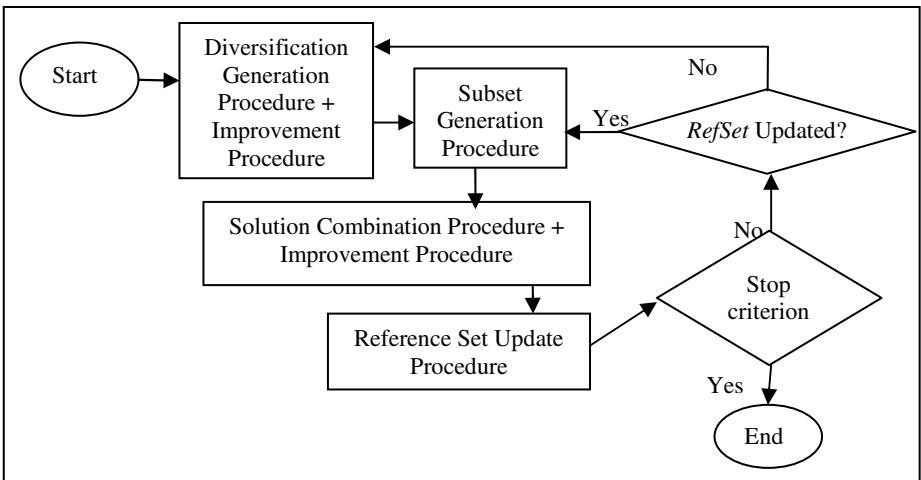 Start
Diversification
Generation
Procedure +
Improvement
Procedure
Subset
Generation
Procedure
Yes
No
RefSet Updated?
Solution Combination Procedure +
Improvement Procedure
No
Stop
criterion
Reference Set Update
Procedure
Yes
End